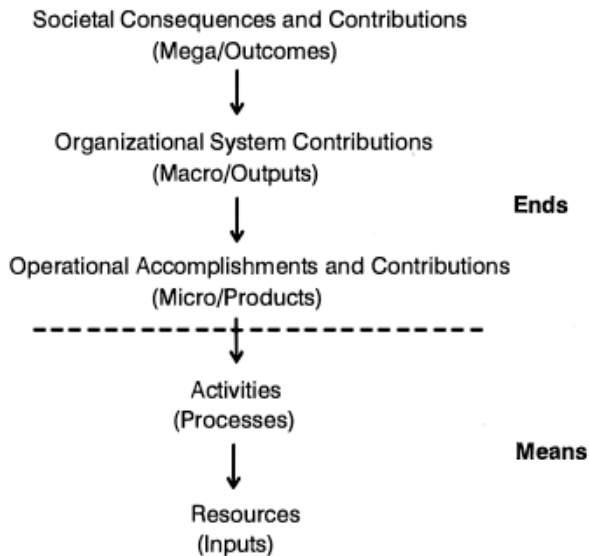 Societal Consequences and Contributions
(Mega/Outcomes)
Organizational System Contributions
(Macro/Outputs)
Ends
Operational Accomplishments and Contributions
(Micro/Products)
Activities
(Processes)
Means
Resources
(Inputs)